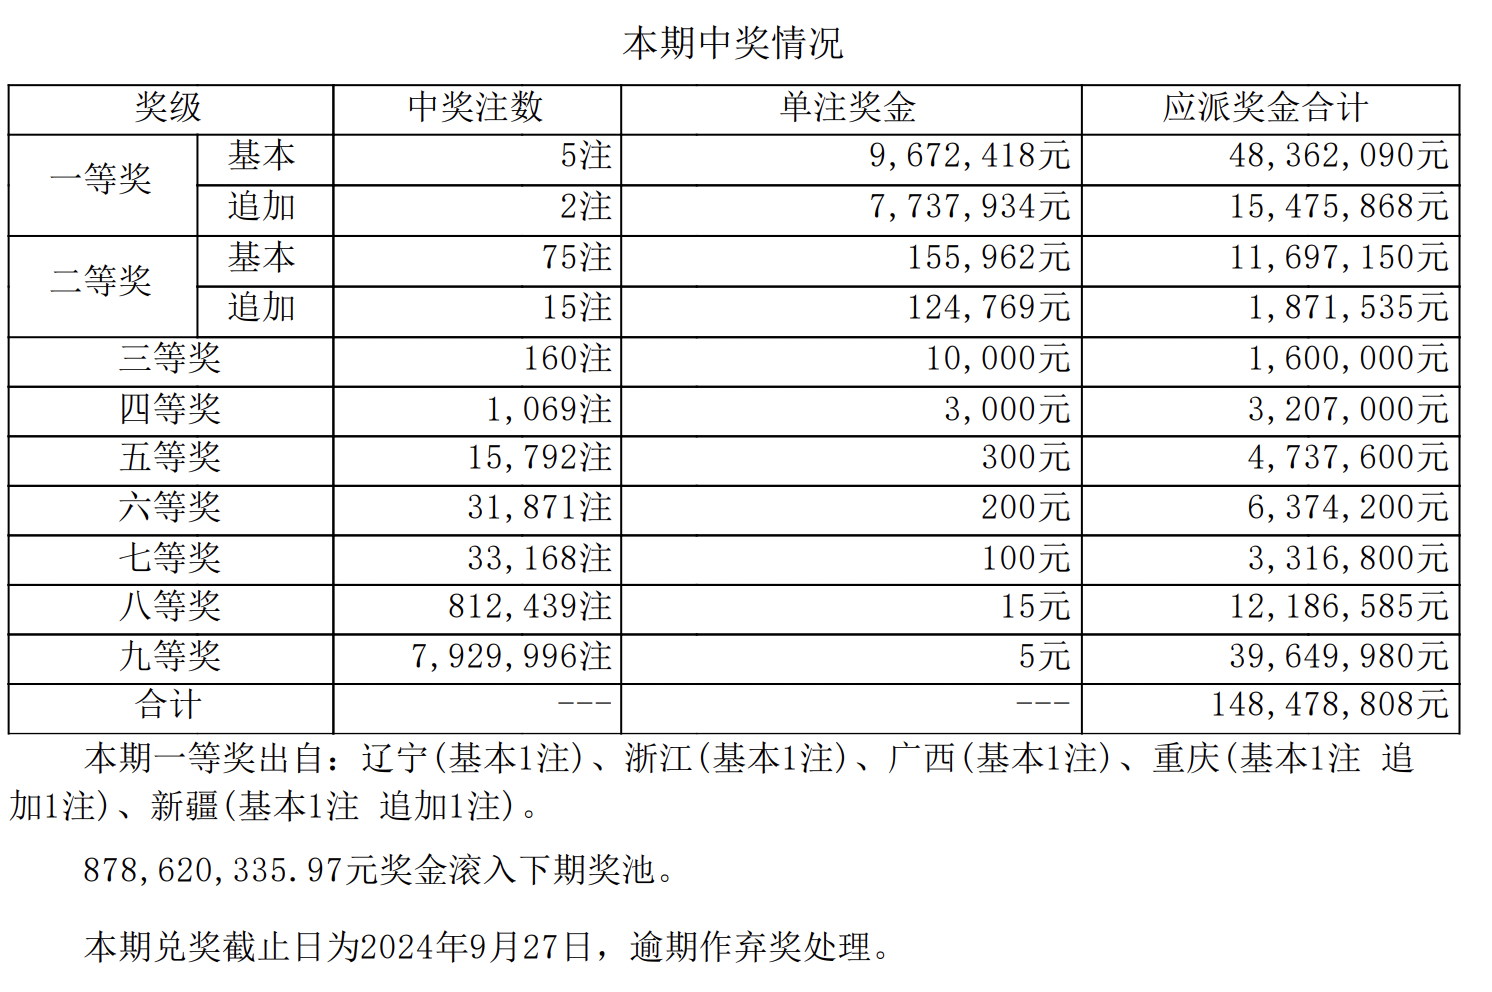 本期中奖情况
奖级 中奖注数 单注奖金 应派奖金合计
一等奖 基本 5注 9,672,418元 48,362,090元
追加 2注 7,737,934元 15,475,868元
二等奖 基本 75注 155,962元 11,697,150元
追加 15注 124,769元 1,871,535元
三等奖 160注 10,000元 1,600,000元
四等奖 1,069注 3,000元 3,207,000元
五等奖 15,792注 300元 4,737,600元
六等奖 31,871注 200元 6,374,200元
七等奖 33,168注 100元 3,316,800元
八等奖 812,439注 15元 12,186,585元
九等奖 7,929,996注 5元 39,649,980元
合计 --- --- 148,478,808元
本期一等奖出自：辽宁(基本1注)、浙江(基本1注)、广西(基本1注)、重庆(基本1注 追
加1注)、新疆(基本1注 追加1注)。
878,620,335.97元奖金滚入下期奖池。
本期兑奖截止日为2024年9月27日，逾期作弃奖处理。